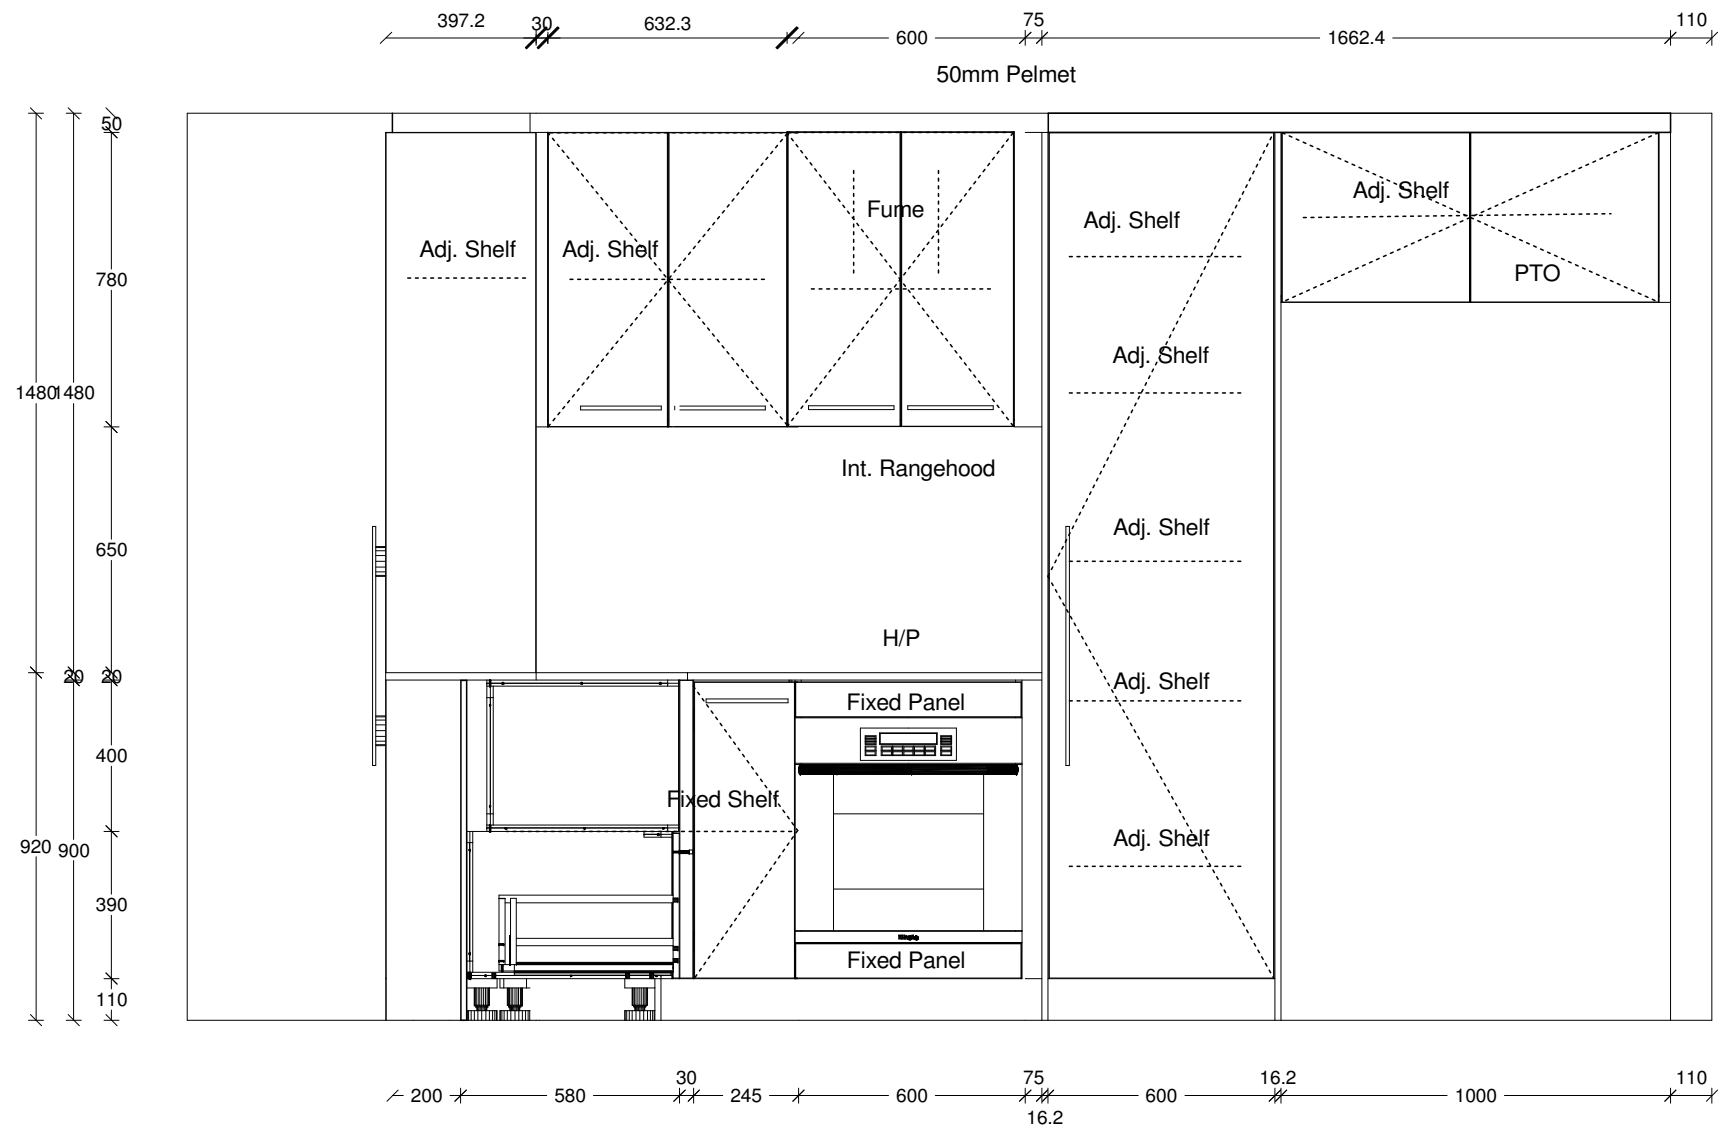 397.2
30
632.3
600
75
1662.4
110
50mm Pelmet
50
Adj. Shelf
Fume
Adj. Shelf
Adj. Shelf
Adj. Shelf
780
PTO
Adj. Shelf
1480
1480
Int. Rangehood
Adj. Shelf
650
H/P
20
20
Adj. Shelf
Fixed Panel
400
Fixed Shelf
Adj. Shelf
920
900
390
Fixed Panel
110
200
580
30
245
600
75
16.2
600
16.2
1000
110